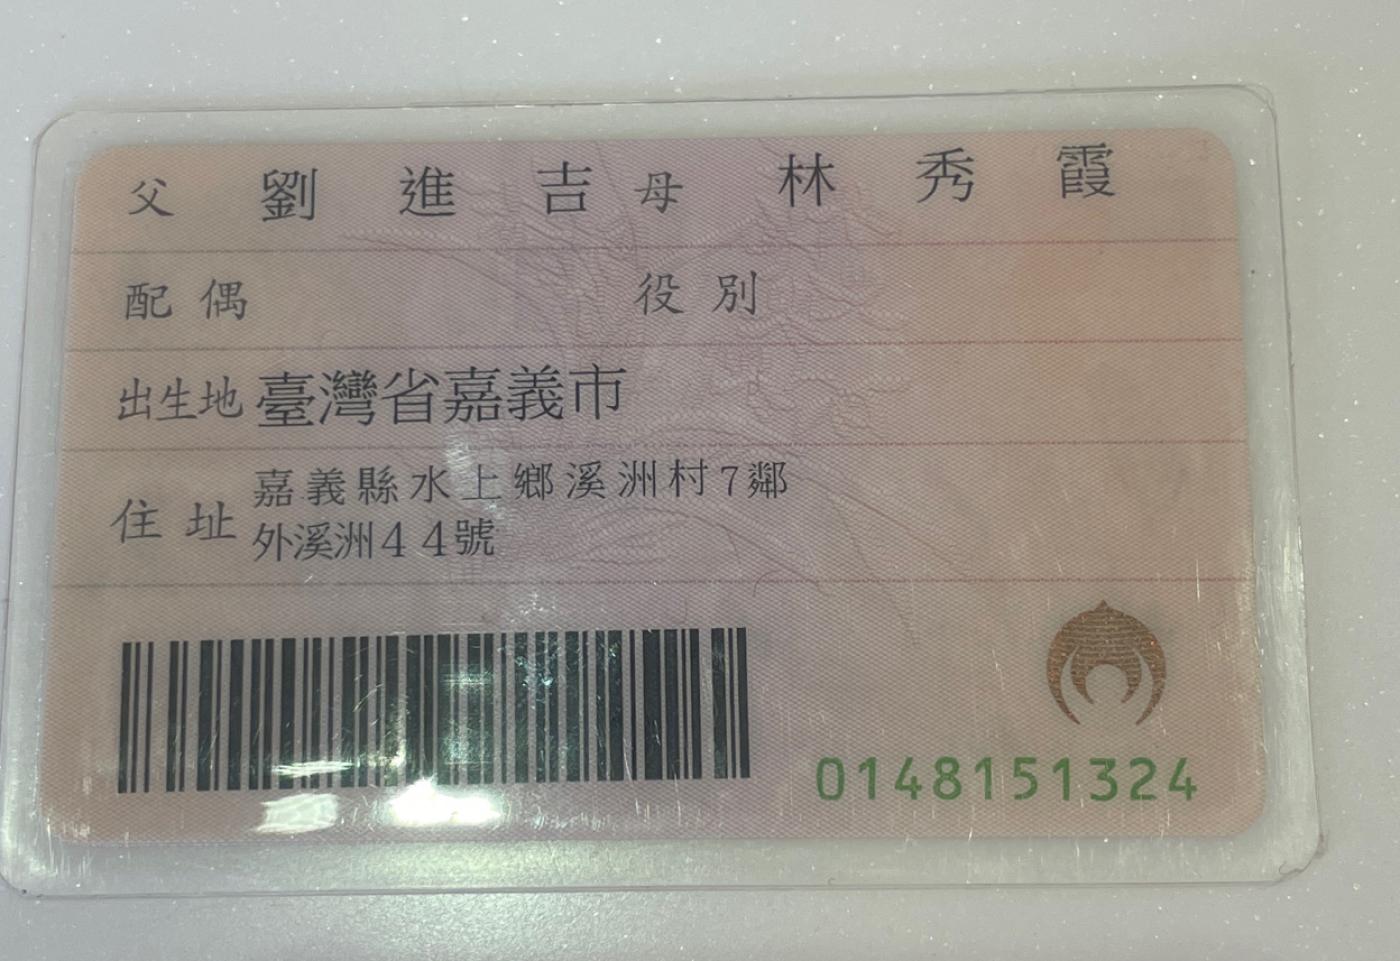 父 劉進吉 母 林秀霞
配偶 役別
出生地 臺灣省嘉義市
住址 嘉義縣水上鄉溪洲村7鄰
外溪洲44號
0148151324